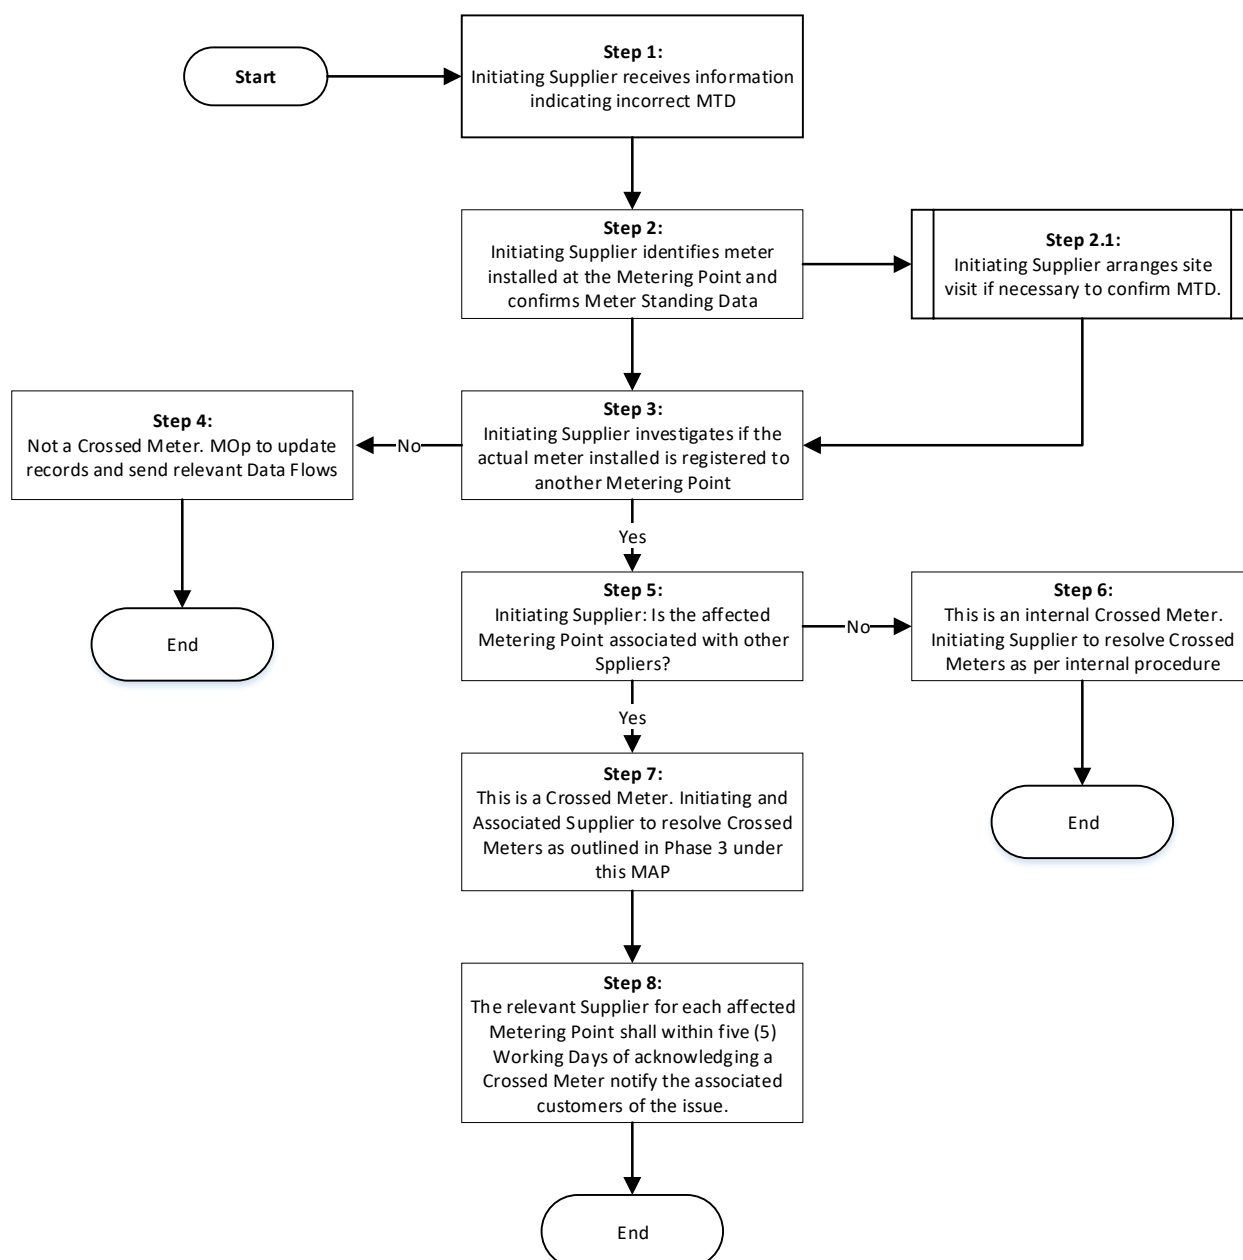 Start
Step 1:
Initiating Supplier receives information
indicating incorrect MTD
Step 2:
Initiating Supplier identifies meter
installed at the Metering Point and
confirms Meter Standing Data
Step 2.1:
Initiating Supplier arranges site
visit if necessary to confirm MTD.
Step 3:
Initiating Supplier investigates if the
actual meter installed is registered to
another Metering Point
No
Step 4:
Not a Crossed Meter. MOp to update
records and send relevant Data Flows
End
Yes
Step 5:
Initiating Supplier: Is the affected
Metering Point associated with other
Sppliers?
No
Step 6:
This is an internal Crossed Meter.
Initiating Supplier to resolve Crossed
Meters as per internal procedure
End
Yes
Step 7:
This is a Crossed Meter. Initiating and
Associated Supplier to resolve Crossed
Meters as outlined in Phase 3 under
this MAP
Step 8:
The relevant Supplier for each affected
Metering Point shall within five (5)
Working Days of acknowledging a
Crossed Meter notify the associated
customers of the issue.
End